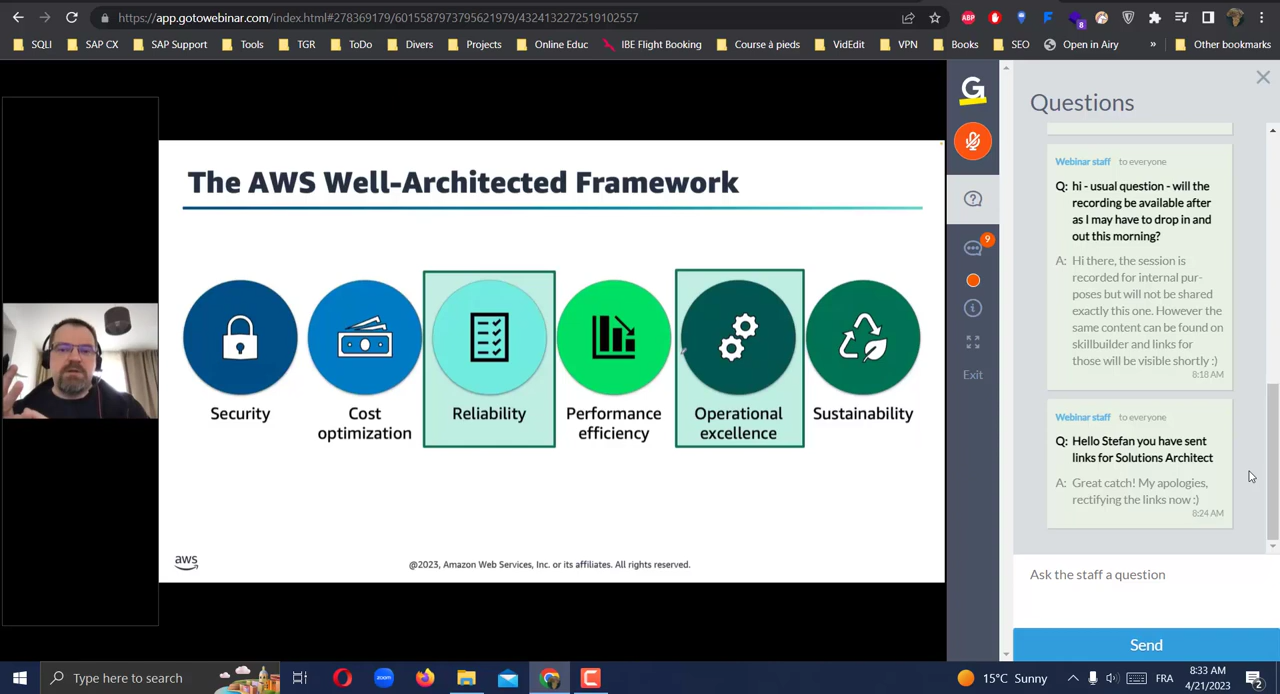 https://app.gotowebinar.com/index.html#278369179/6015587973795621979/4324132272519102557
ABP
8
SQLI
SAP CX
SAP Support
Tools
TGR
ToDo
Divers
Projects
Online Educ
IBE Flight Booking
Course à pieds
VidEdit
VPN
Books
SEO
Open in Airy
»
Other bookmarks
The AWS Well-Architected Framework
Security
Cost
optimization
Reliability
Performance
efficiency
Operational
excellence
Sustainability
aws
@2023, Amazon Web Services, Inc. or its affiliates. All rights reserved.
G
9
Exit
Questions
Webinar staff to everyone
Q: hi - usual question - will the
recording be available after
as I may have to drop in and
out this morning?
A: Hi there, the session is
recorded for internal pur-
poses but will not be shared
exactly this one. However the
same content can be found on
skillbuilder and links for
those will be visible shortly :)
8:18 AM
Webinar staff to everyone
Q: Hello Stefan you have sent
links for Solutions Architect
A: Great catch! My apologies,
rectifying the links now :)
8:24 AM
Ask the staff a question
Send
Type here to search
zoom
15°C Sunny
FRA
8:33 AM
4/21/2023
2